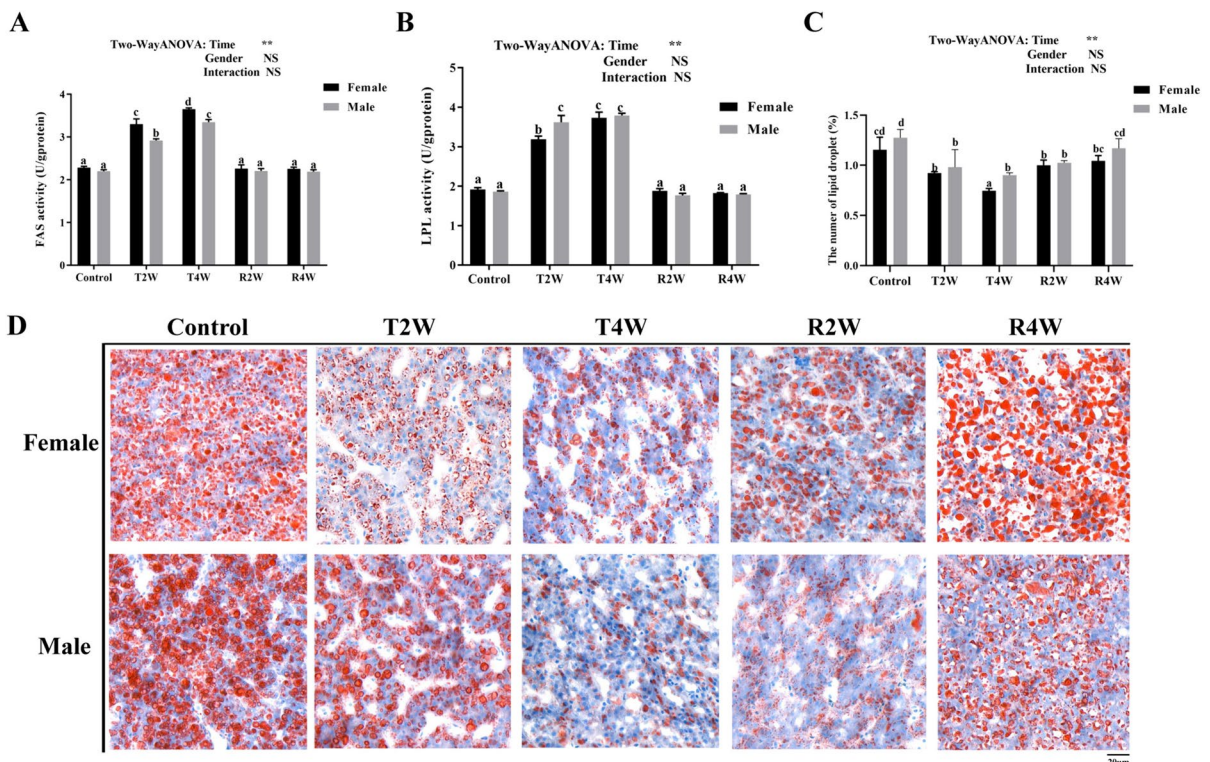 A
Two-WayANOVA: Time **
Gender NS
Interaction NS
Female
Male
FAS activity (U/gprotein)
5
4
3
2
1
0
a a c b d c a a a a
Control T2W T4W R2W R4W
B
Two-WayANOVA: Time **
Gender NS
Interaction NS
Female
Male
LPL activity (U/gprotein)
5
4
3
2
1
0
a a b c c c a a a a
Control T2W T4W R2W R4W
C
Two-WayANOVA: Time **
Gender NS
Interaction NS
Female
Male
The numer of lipid droplet (%)
1.5
1.0
0.5
0.0
cd d b b a b b b bc cd
Control T2W T4W R2W R4W
D
Control T2W T4W R2W R4W
Female
Male
20μm